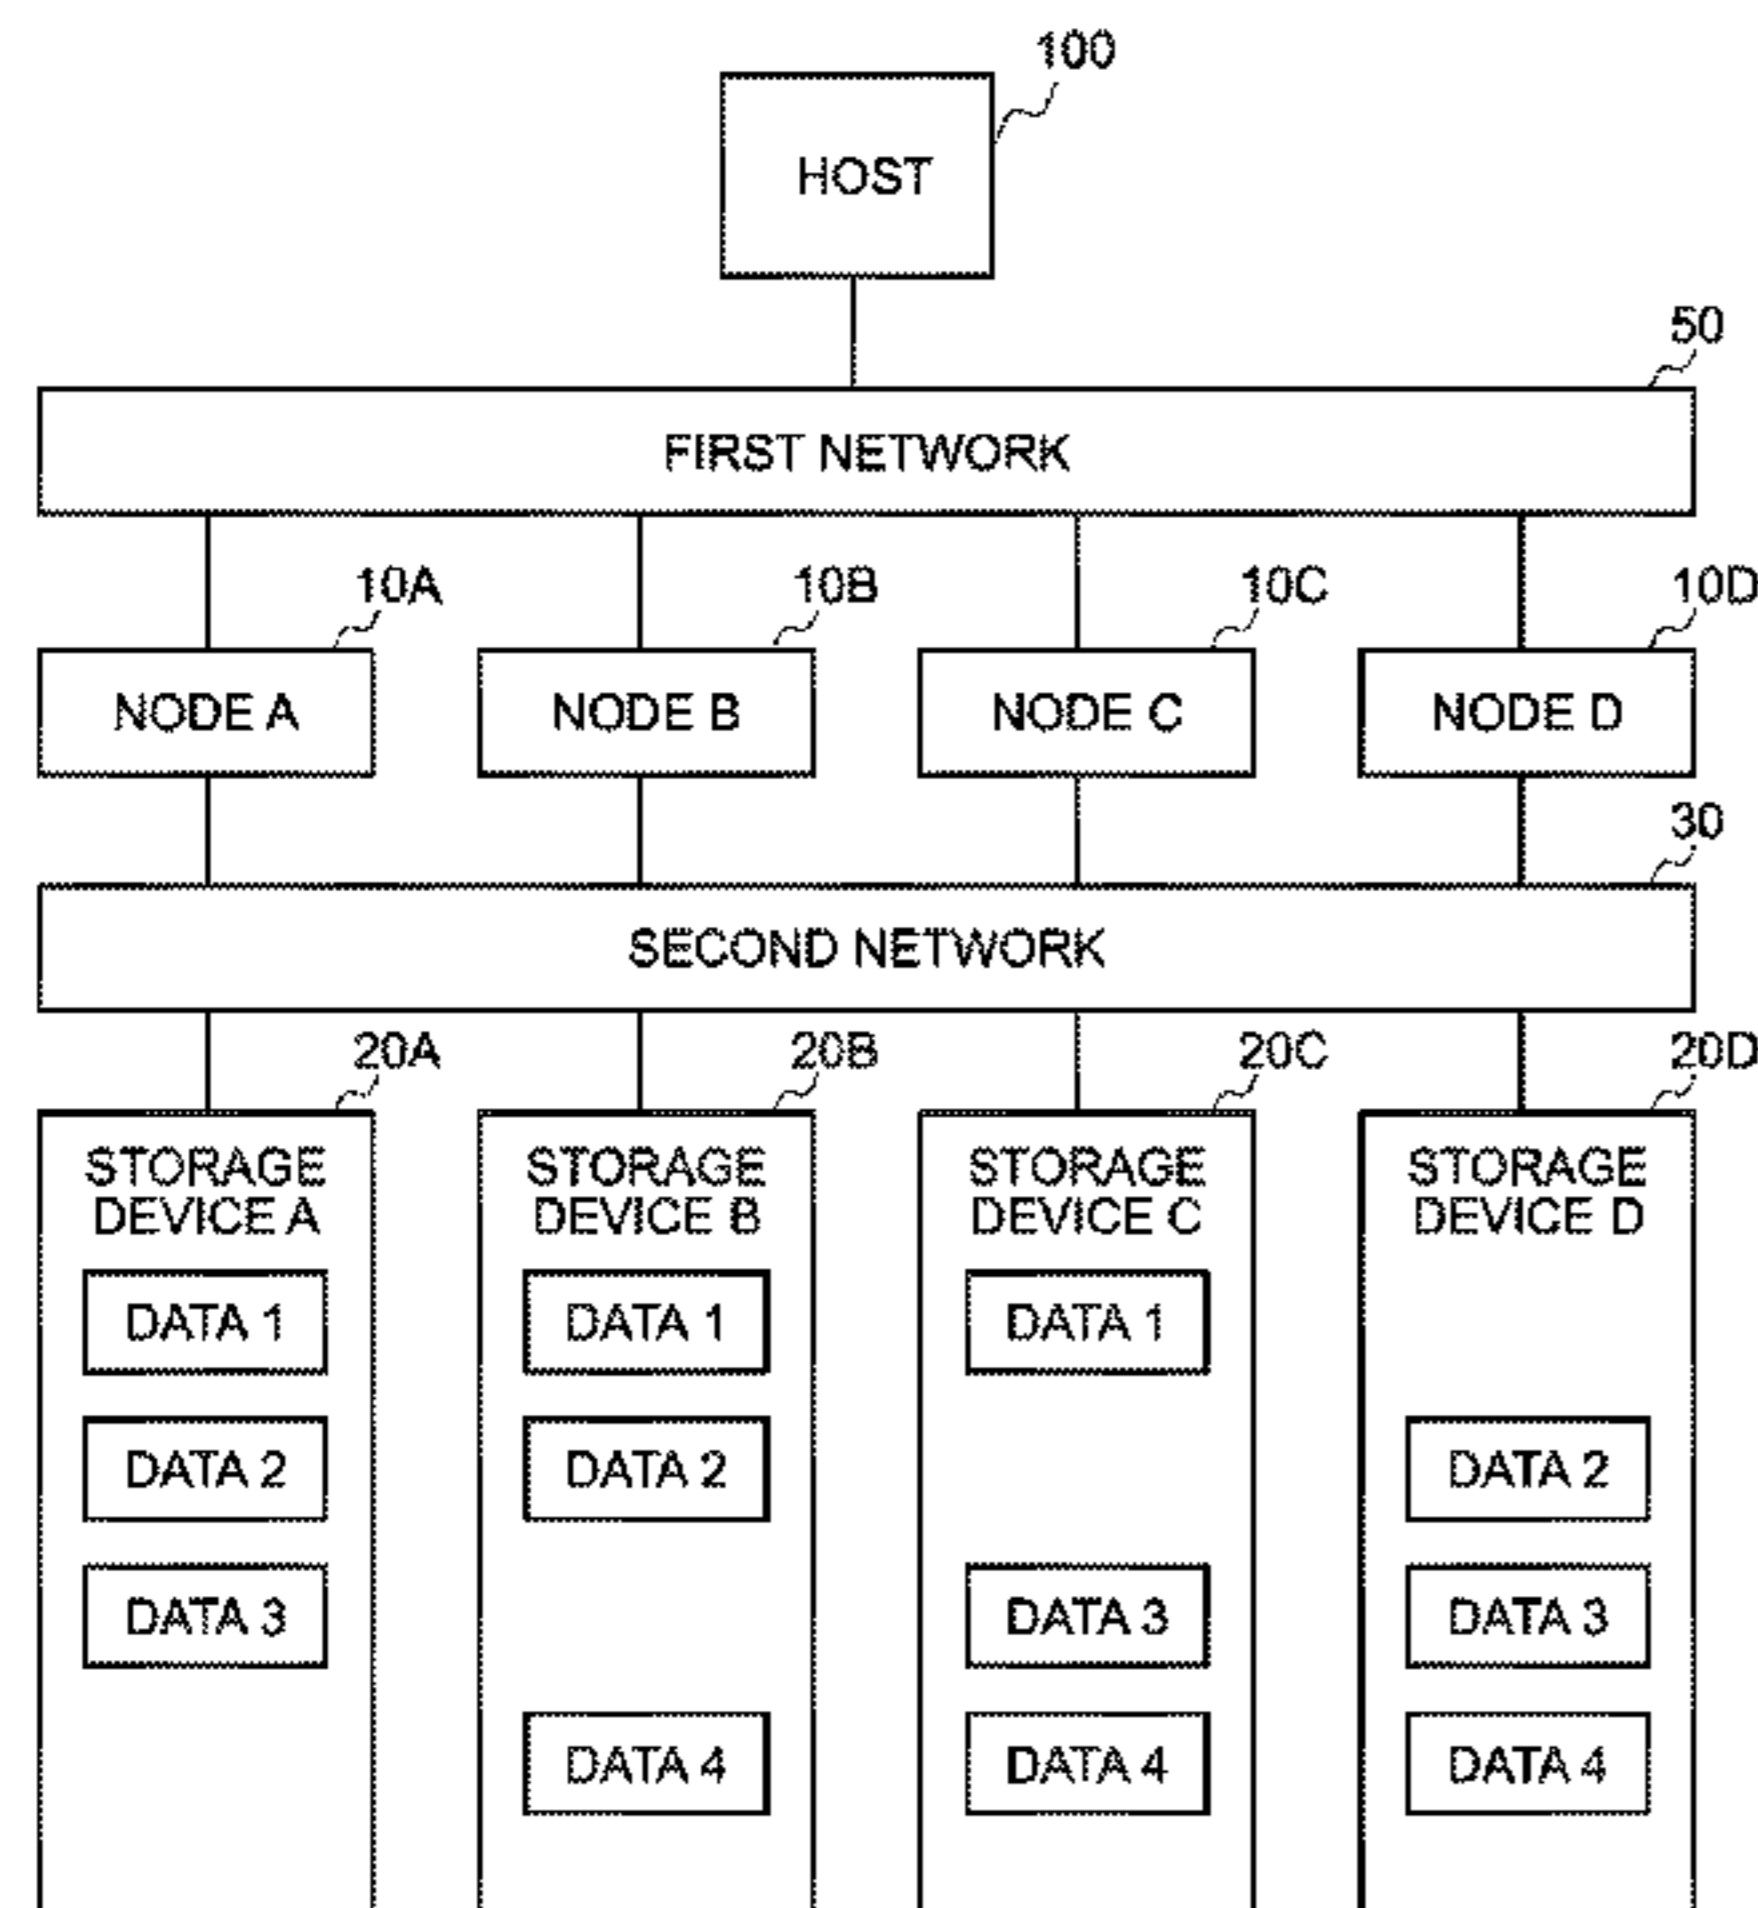 100
HOST
50
FIRST NETWORK
10A 10B 10C 10D
NODE A NODE B NODE C NODE D
30
SECOND NETWORK
20A 20B 20C 20D
STORAGE DEVICE A
STORAGE DEVICE B
STORAGE DEVICE C
STORAGE DEVICE D
DATA 1 DATA 1 DATA 1
DATA 2 DATA 2 DATA 2
DATA 3 DATA 3 DATA 3
DATA 4 DATA 4 DATA 4